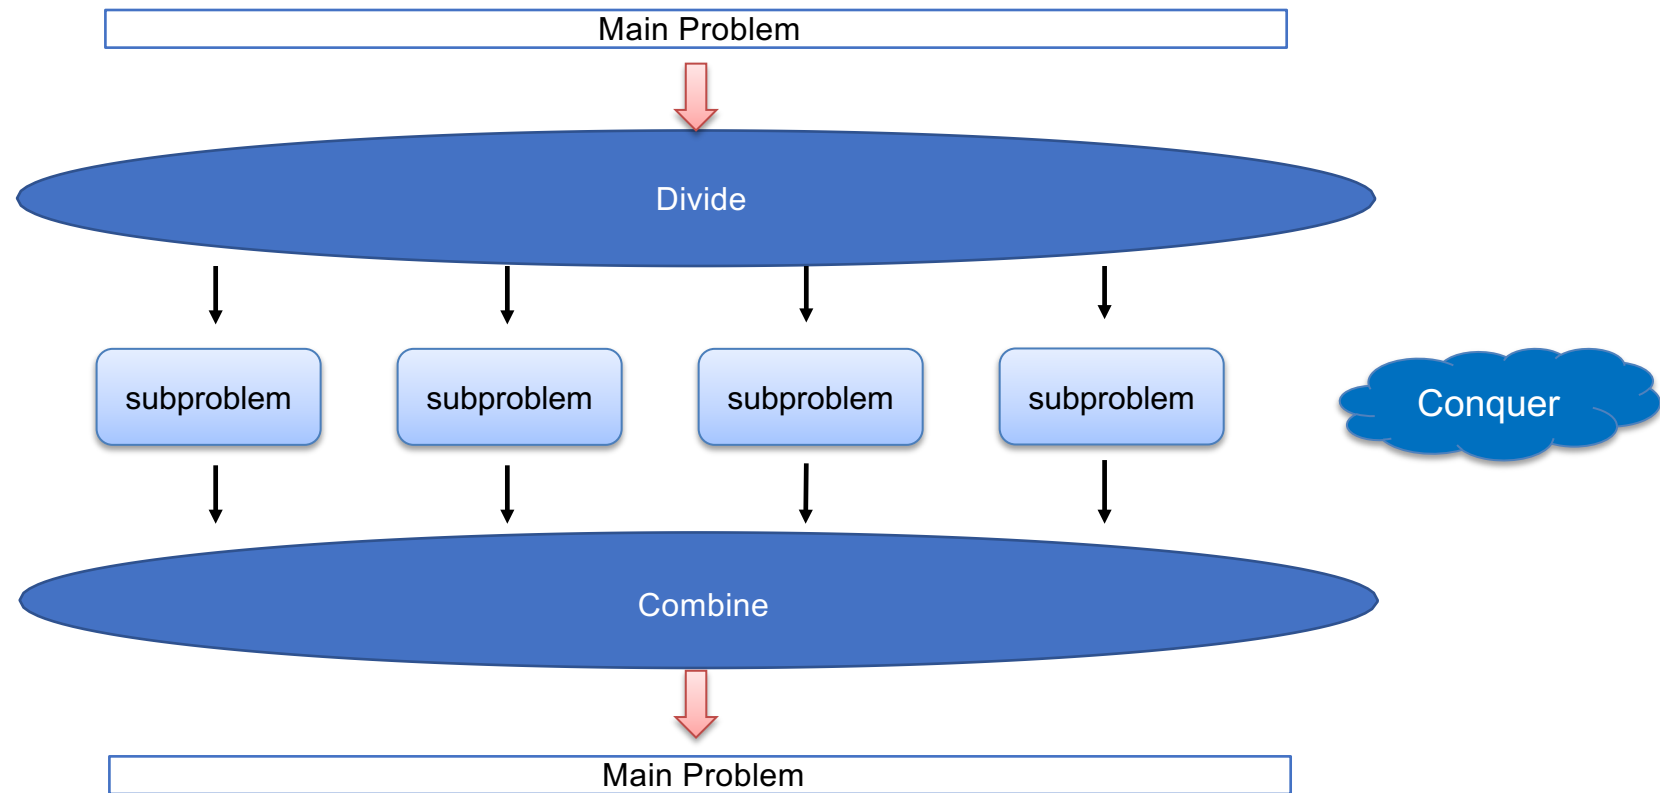 Main Problem
Divide
subproblem
subproblem
subproblem
subproblem
Conquer
Combine
Main Problem